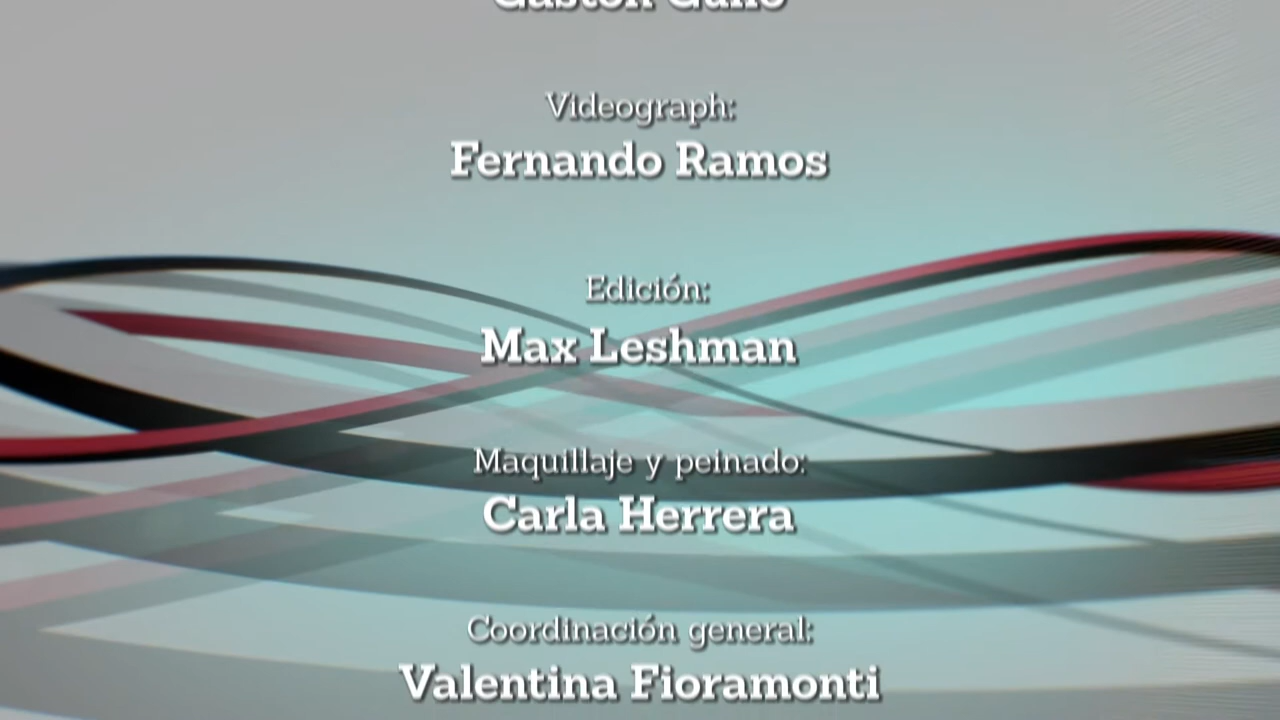 Videograph:
Fernando Ramos
Edición:
Max Leshman
Maquillaje y peinado:
Carla Herrera
Coordinación general:
Valentina Fioramonti